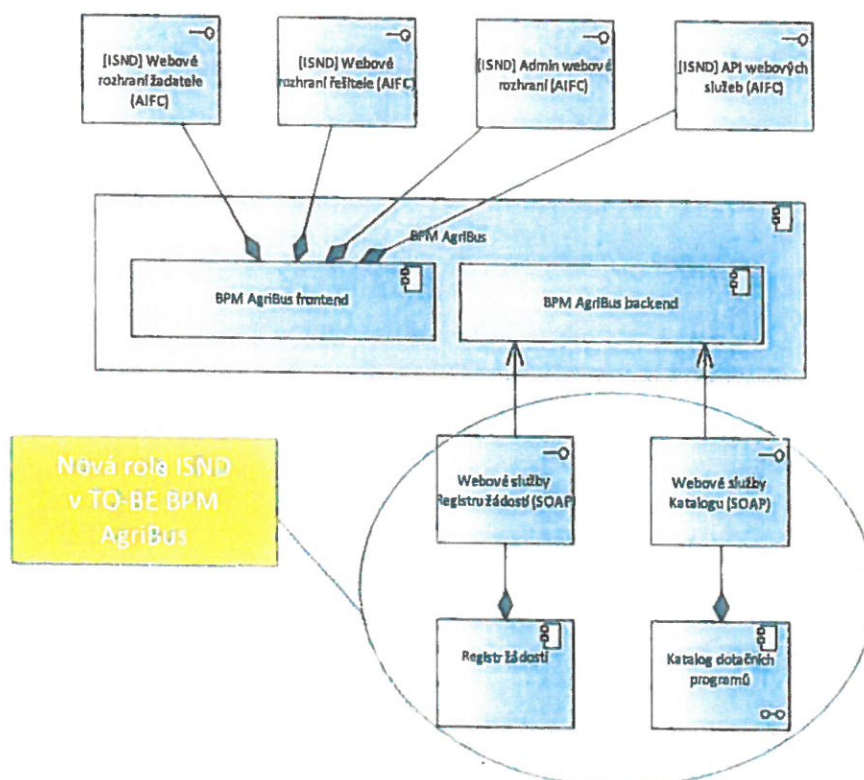 [ISND] Webové
rozhraní žadatele
(AIFC)
[ISND] Webové
rozhraní řešitele (AIFC)
[ISND] Admin webové
rozhraní (AIFC)
[ISND] API webových
služeb (AIFC)
BPM AgriBus
BPM AgriBus frontend
BPM AgriBus backend
Nová role ISND
v TO-BE BPM
AgriBus
Webové služby
Registru žádostí (SOAP)
Webové služby
Katalogu (SOAP)
Registr žádostí
Katalog dotačních
programů